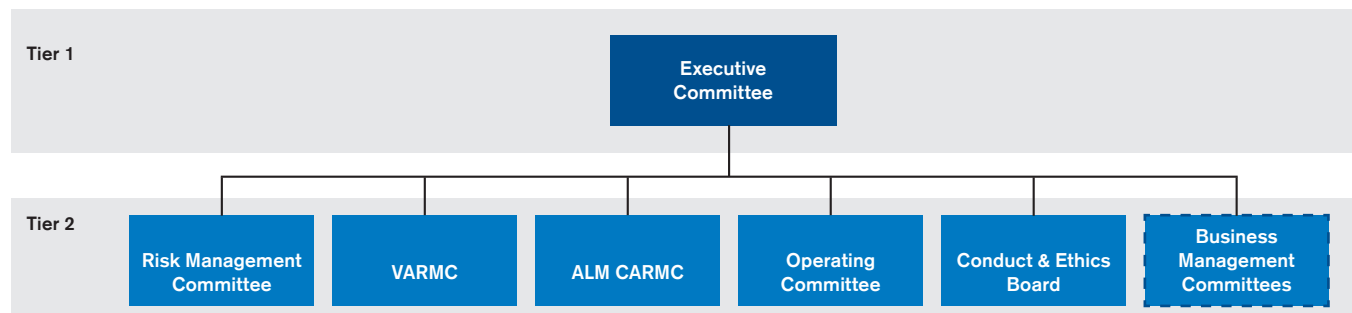 Tier 1
Executive
Committee
Tier 2
Risk Management
Committee
VARMC
ALM CARMC
Operating
Committee
Conduct & Ethics
Board
Business
Management
Committees